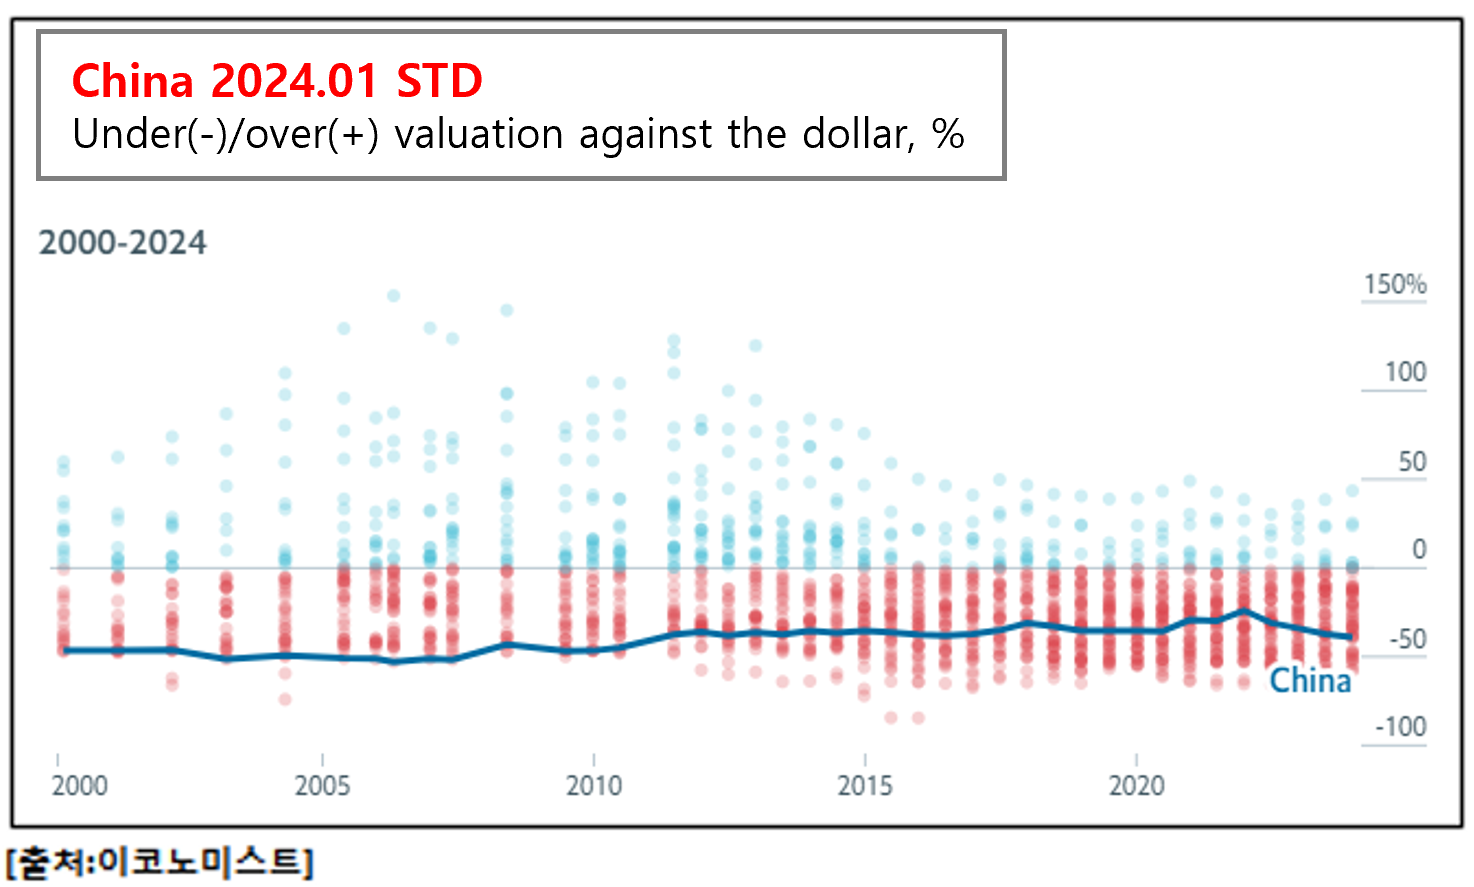 China 2024.01 STD
Under(-)/over(+) valuation against the dollar, %
2000-2024
150%
100
50
0
-50
China
-100
2000 2005 2010 2015 2020
[출처:이코노미스트]